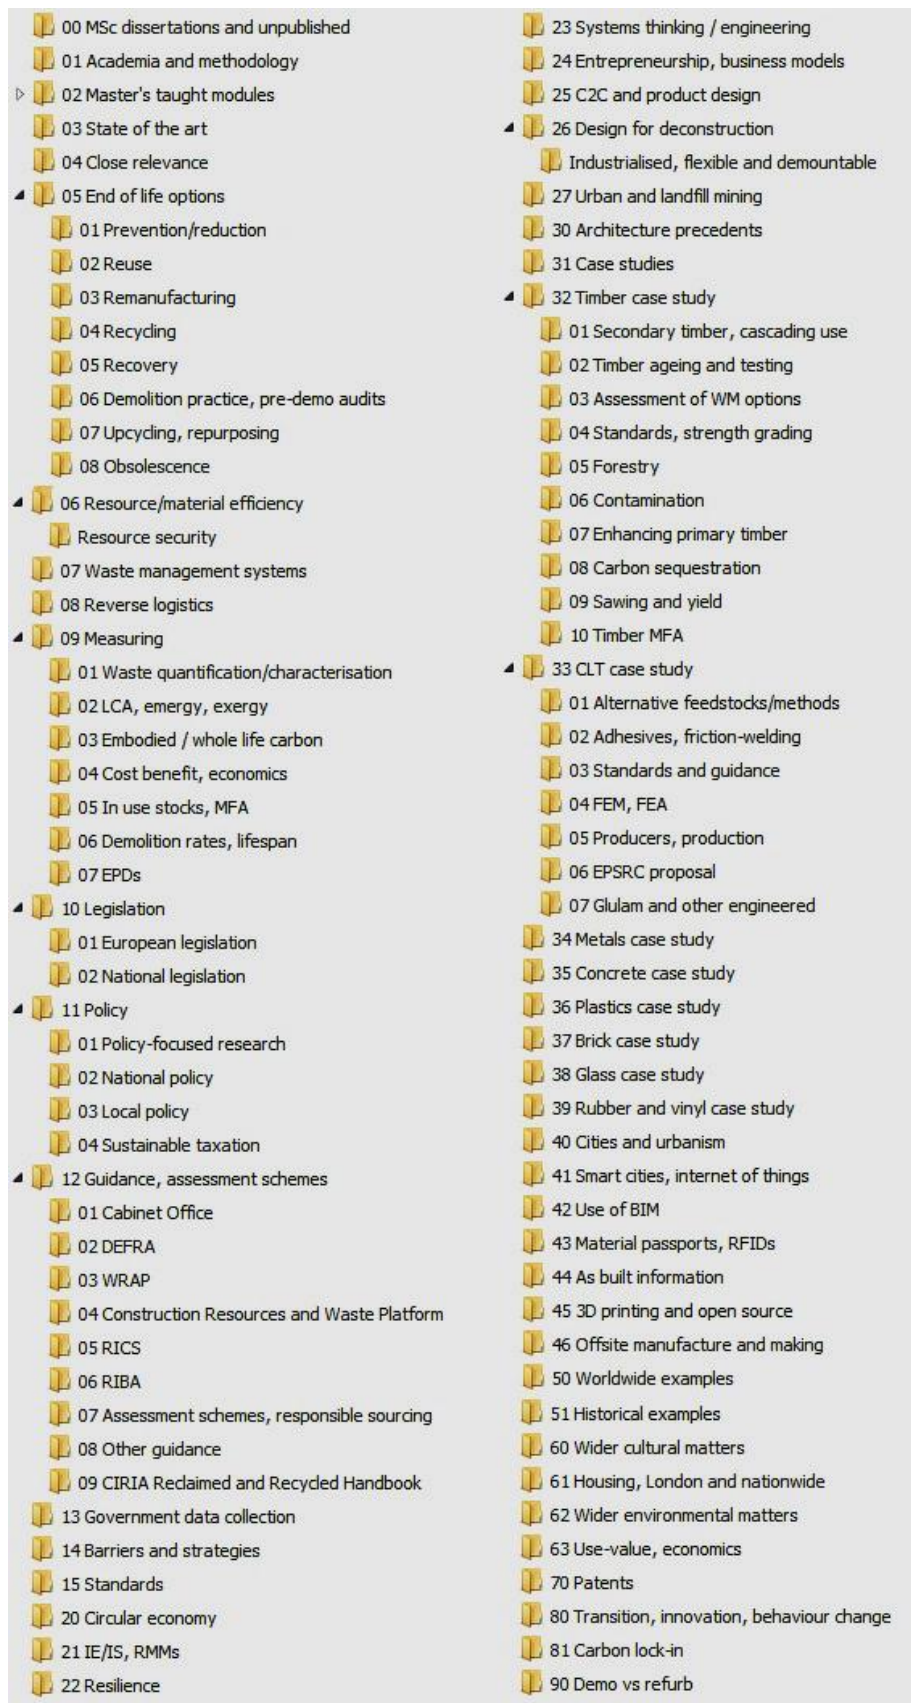 00 MSc dissertations and unpublished
01 Academia and methodology
02 Master's taught modules
03 State of the art
04 Close relevance
05 End of life options
01 Prevention/reduction
02 Reuse
03 Remanufacturing
04 Recycling
05 Recovery
06 Demolition practice, pre-demo audits
07 Upcycling, repurposing
08 Obsolescence
06 Resource/material efficiency
Resource security
07 Waste management systems
08 Reverse logistics
09 Measuring
01 Waste quantification/characterisation
02 LCA, emergy, exergy
03 Embodied / whole life carbon
04 Cost benefit, economics
05 In use stocks, MFA
06 Demolition rates, lifespan
07 EPDs
10 Legislation
01 European legislation
02 National legislation
11 Policy
01 Policy-focused research
02 National policy
03 Local policy
04 Sustainable taxation
12 Guidance, assessment schemes
01 Cabinet Office
02 DEFRA
03 WRAP
04 Construction Resources and Waste Platform
05 RICS
06 RIBA
07 Assessment schemes, responsible sourcing
08 Other guidance
09 CIRIA Reclaimed and Recycled Handbook
13 Government data collection
14 Barriers and strategies
15 Standards
20 Circular economy
21 IE/IS, RMMs
22 Resilience
23 Systems thinking / engineering
24 Entrepreneurship, business models
25 C2C and product design
26 Design for deconstruction
Industrialised, flexible and demountable
27 Urban and landfill mining
30 Architecture precedents
31 Case studies
32 Timber case study
01 Secondary timber, cascading use
02 Timber ageing and testing
03 Assessment of WM options
04 Standards, strength grading
05 Forestry
06 Contamination
07 Enhancing primary timber
08 Carbon sequestration
09 Sawing and yield
10 Timber MFA
33 CLT case study
01 Alternative feedstocks/methods
02 Adhesives, friction-welding
03 Standards and guidance
04 FEM, FEA
05 Producers, production
06 EPSRC proposal
07 Glulam and other engineered
34 Metals case study
35 Concrete case study
36 Plastics case study
37 Brick case study
38 Glass case study
39 Rubber and vinyl case study
40 Cities and urbanism
41 Smart cities, internet of things
42 Use of BIM
43 Material passports, RFIDs
44 As built information
45 3D printing and open source
46 Offsite manufacture and making
50 Worldwide examples
51 Historical examples
60 Wider cultural matters
61 Housing, London and nationwide
62 Wider environmental matters
63 Use-value, economics
70 Patents
80 Transition, innovation, behaviour change
81 Carbon lock-in
90 Demo vs refurb